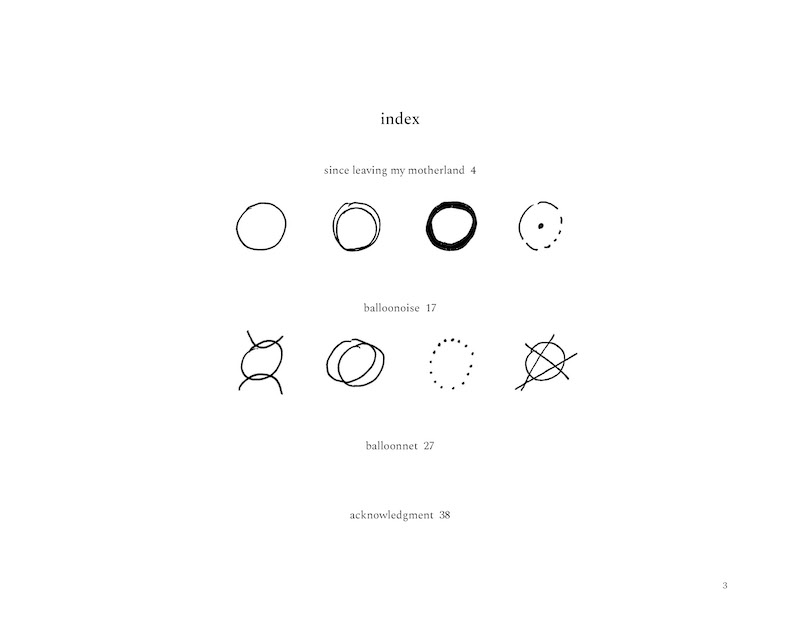 index
since leaving my motherland 4
balloonoise 17
balloonnet 27
acknowledgment 38
3